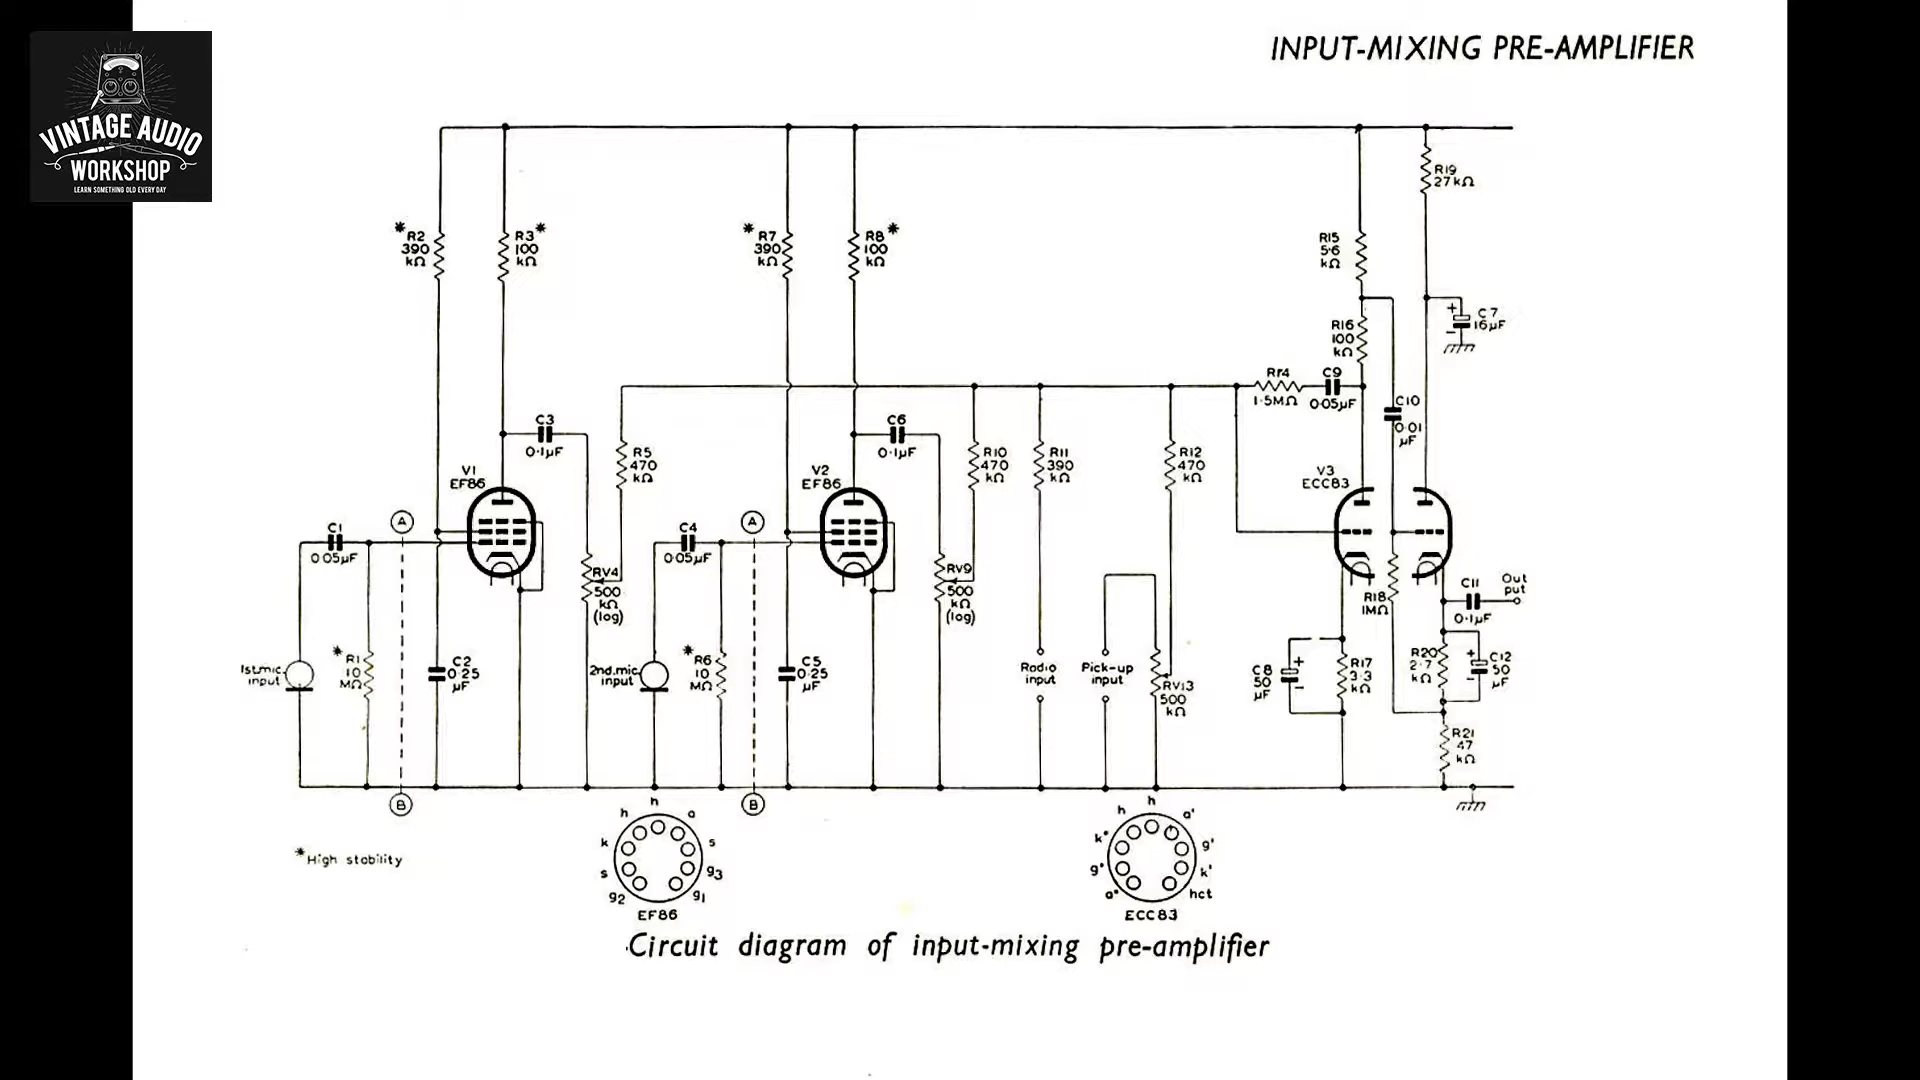 INPUT-MIXING PRE-AMPLIFIER
VINTAGE AUDIO
WORKSHOP
LEARN SOMETHING OLD EVERY DAY
R19
27kΩ
*R2
390
kΩ
R3*
100
kΩ
*R7
390
kΩ
R8*
100
kΩ
R15
5·6
kΩ
+
C7
16µF
-
R16
100
kΩ
R14
1·5MΩ
C9
0·05µF
C10
0·01
µF
C3
0·1µF
C6
0·1µF
R5
470
kΩ
R10
470
kΩ
R11
390
kΩ
R12
470
kΩ
V1
EF86
V2
EF86
V3
ECC83
C1
0·05µF
A
C4
0·05µF
A
RV4
500
kΩ
(log)
RV9
500
kΩ
(log)
R18
1MΩ
C11
0·1µF
Out
put
1st.mic.
input
*R1
10
MΩ
C2
0·25
µF
2nd.mic.
input
*
R6
10
MΩ
C5
0·25
µF
Radio
input
Pick-up
input
RV13
500
kΩ
C8
50
µF
+
-
R17
3·3
kΩ
R20
2·7
kΩ
+
-
C12
50
µF
R21
47
kΩ
B
B
*High stability
h
h
a
k
s
s
g3
g2
g1
EF86
h
h
a'
k"
g'
g"
k'
a"
hct
ECC83
Circuit diagram of input-mixing pre-amplifier